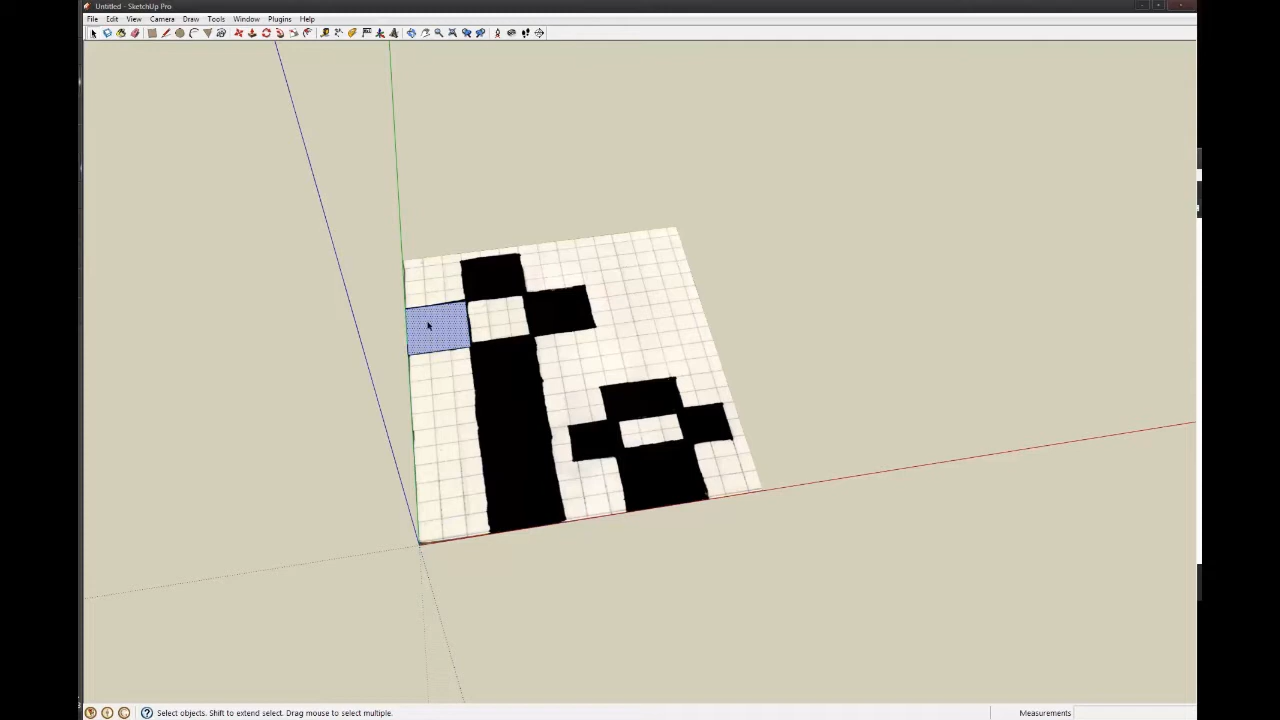 Untitled - SketchUp Pro
File Edit View Camera Draw Tools Window Plugins Help
Select objects. Shift to extend select. Drag mouse to select multiple.
Measurements